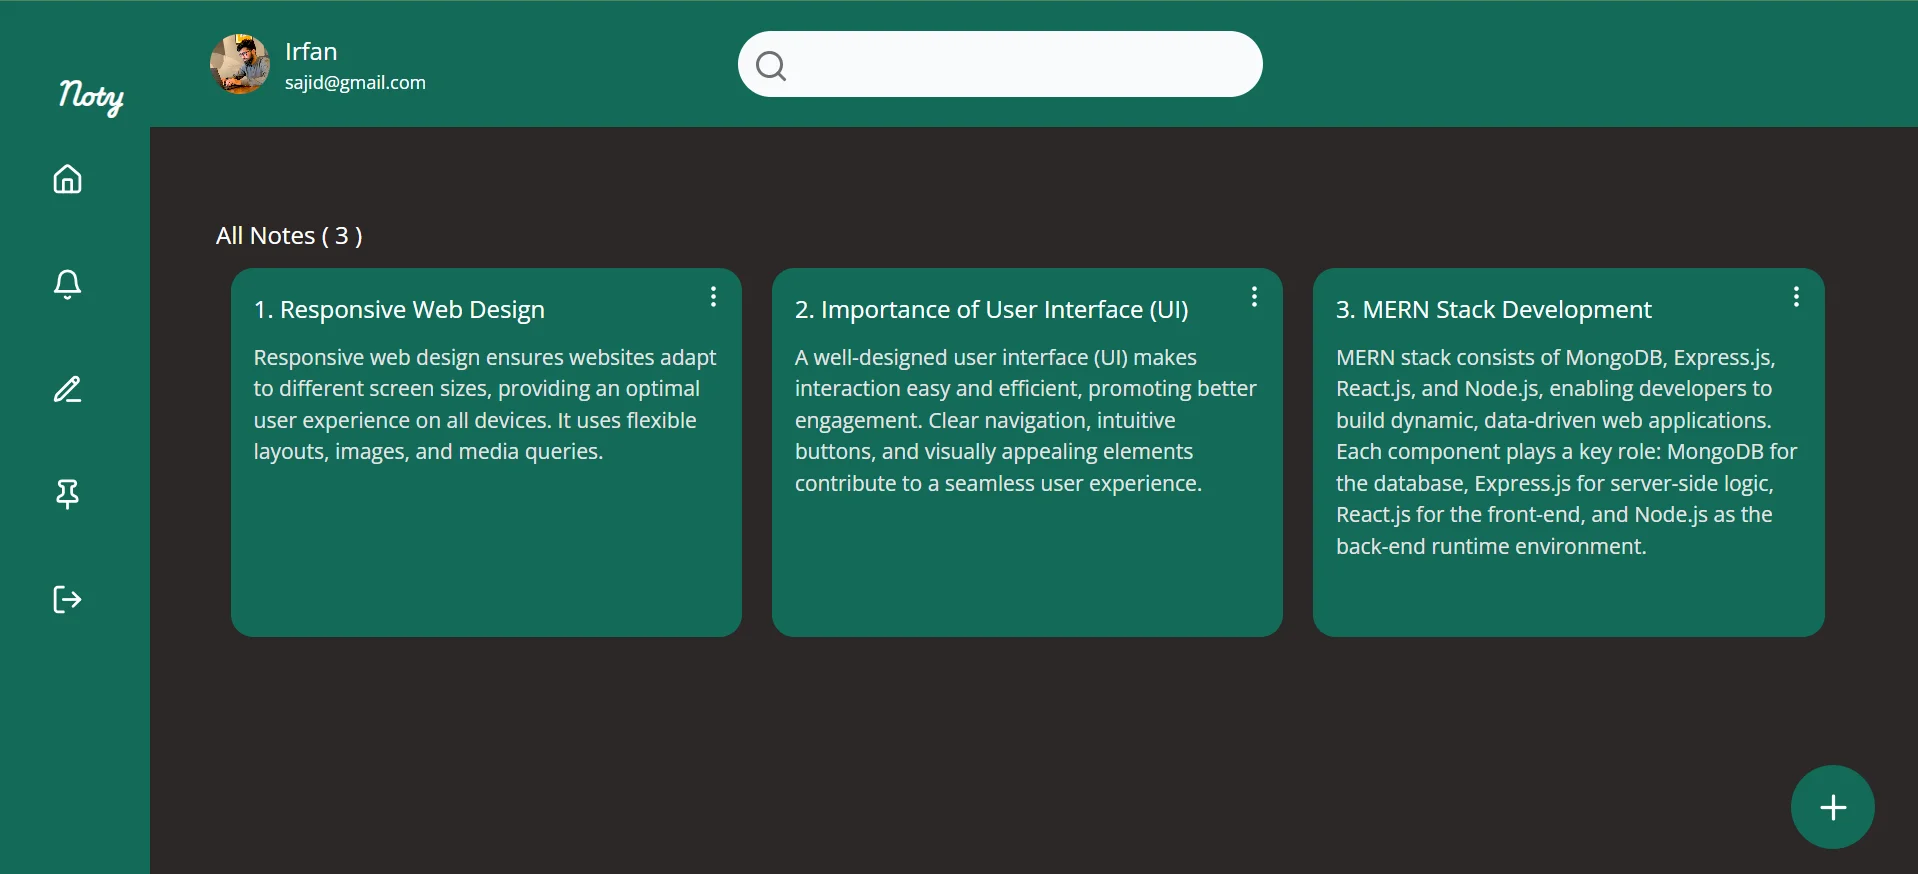 Irfan
sajid@gmail.com
Noty
All Notes ( 3 )
1. Responsive Web Design
Responsive web design ensures websites adapt
to different screen sizes, providing an optimal
user experience on all devices. It uses flexible
layouts, images, and media queries.
2. Importance of User Interface (UI)
A well-designed user interface (UI) makes
interaction easy and efficient, promoting better
engagement. Clear navigation, intuitive
buttons, and visually appealing elements
contribute to a seamless user experience.
3. MERN Stack Development
MERN stack consists of MongoDB, Express.js,
React.js, and Node.js, enabling developers to
build dynamic, data-driven web applications.
Each component plays a key role: MongoDB for
the database, Express.js for server-side logic,
React.js for the front-end, and Node.js as the
back-end runtime environment.